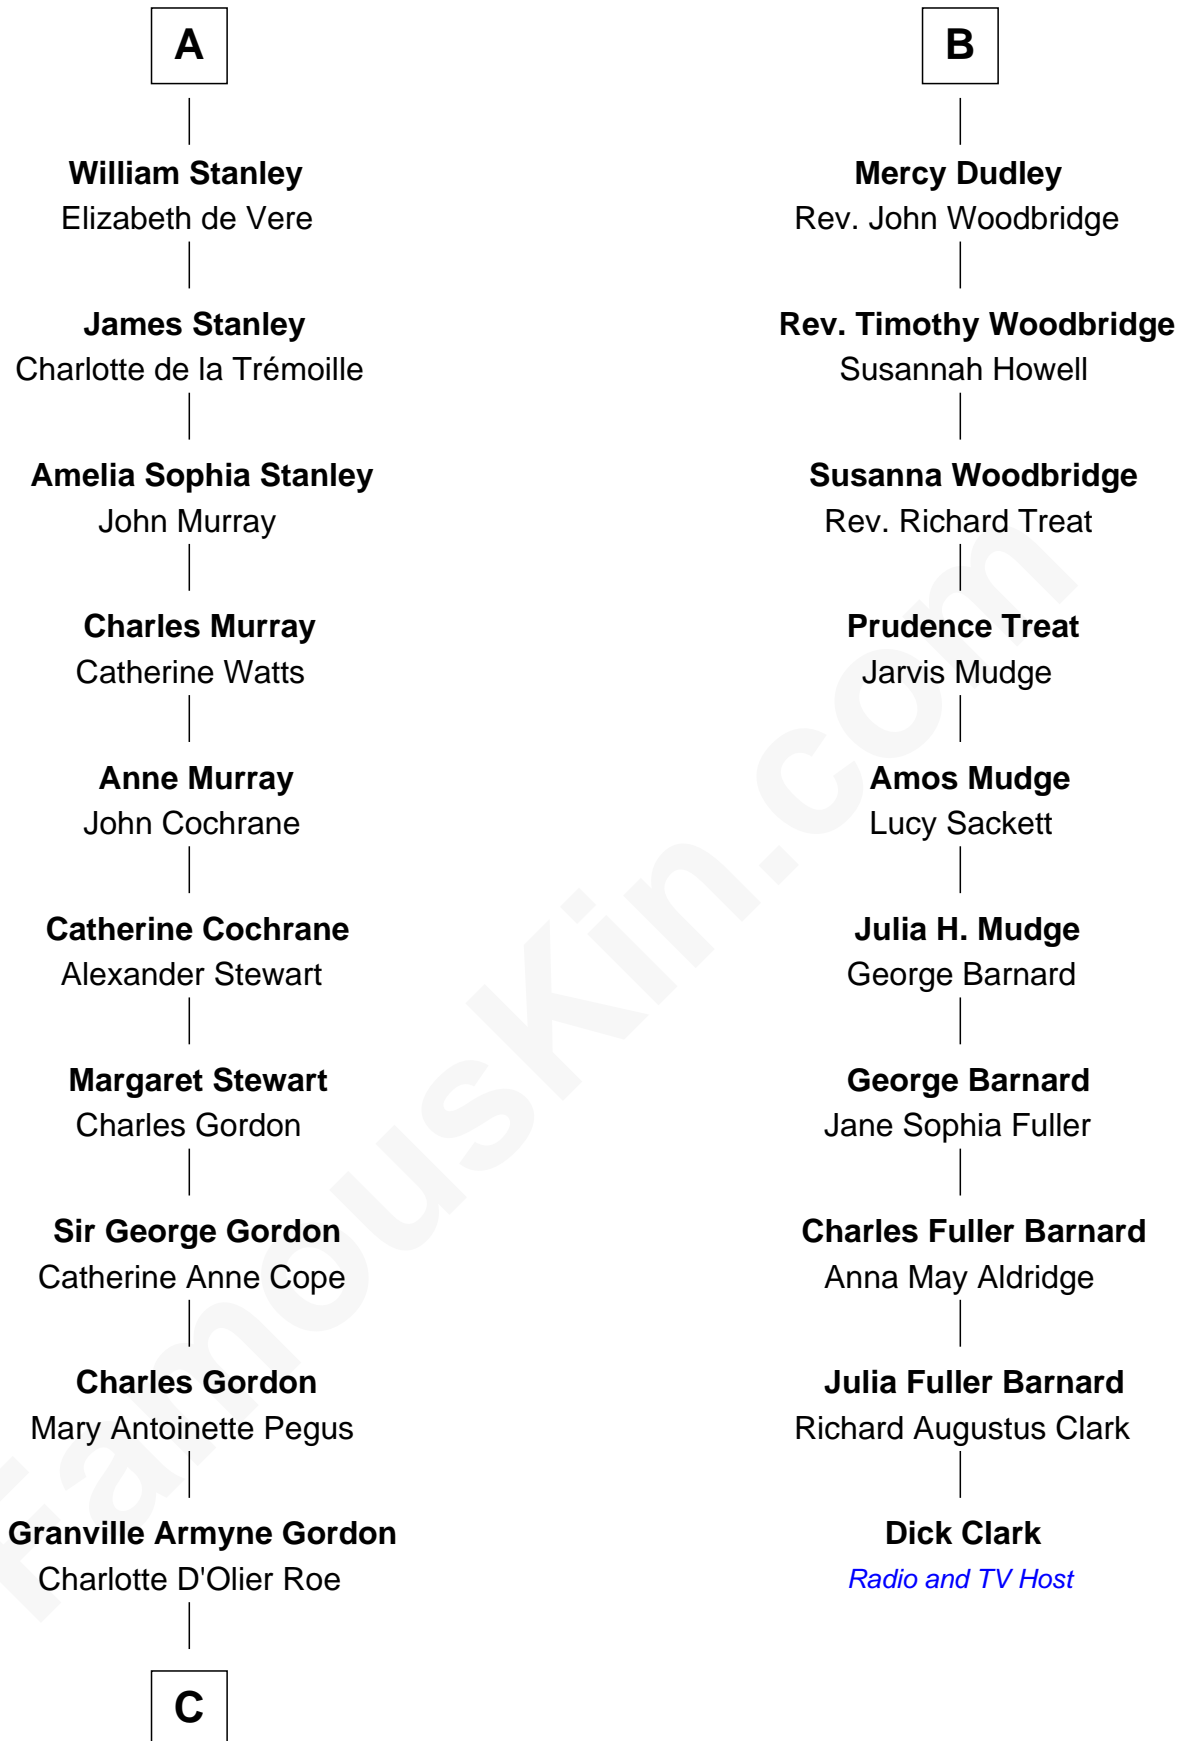 A
William Stanley
Elizabeth de Vere
James Stanley
Charlotte de la Trémoille
Amelia Sophia Stanley
John Murray
Charles Murray
Catherine Watts
Anne Murray
John Cochrane
Catherine Cochrane
Alexander Stewart
Margaret Stewart
Charles Gordon
Sir George Gordon
Catherine Anne Cope
Charles Gordon
Mary Antoinette Pegus
Granville Armyne Gordon
Charlotte D'Olier Roe
C
B
Mercy Dudley
Rev. John Woodbridge
Rev. Timothy Woodbridge
Susannah Howell
Susanna Woodbridge
Rev. Richard Treat
Prudence Treat
Jarvis Mudge
Amos Mudge
Lucy Sackett
Julia H. Mudge
George Barnard
George Barnard
Jane Sophia Fuller
Charles Fuller Barnard
Anna May Aldridge
Julia Fuller Barnard
Richard Augustus Clark
Dick Clark
Radio and TV Host
FamousKin.com